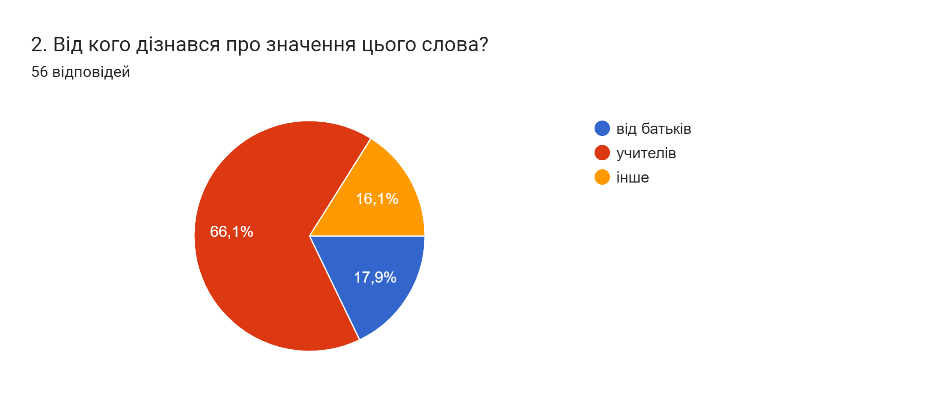 2. Від кого дізнався про значення цього слова?
56 відповідей
від батьків
учителів
інше
16,1%
66,1%
17,9%